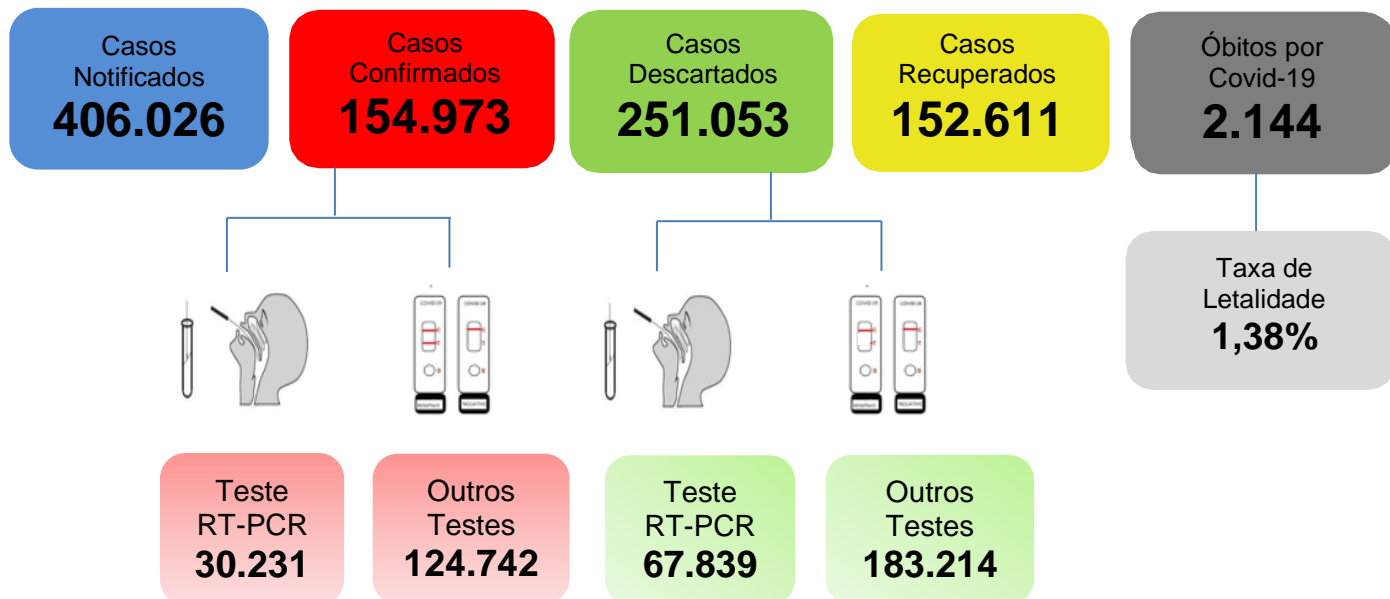 Casos
Notificados
406.026
Casos
Confirmados
154.973
Casos
Descartados
251.053
Casos
Recuperados
152.611
Óbitos por
Covid-19
2.144
Taxa de
Letalidade
1,38%
Teste
RT-PCR
30.231
Outros
Testes
124.742
Teste
RT-PCR
67.839
Outros
Testes
183.214